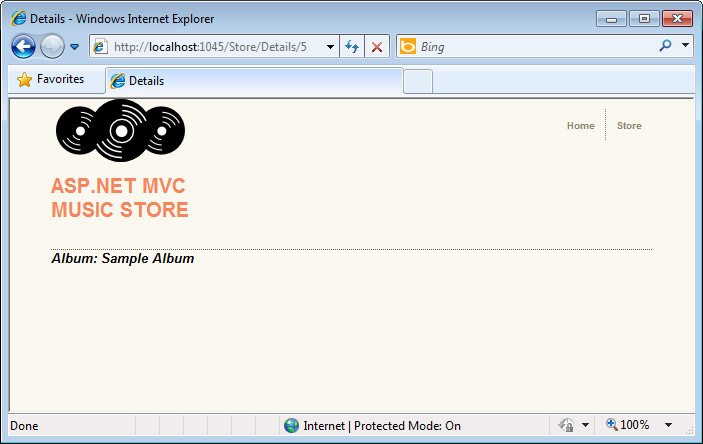 Details - Windows Internet Explorer
http://localhost:1045/Store/Details/5
Bing
Favorites
Details
Home
Store
ASP.NET MVC
MUSIC STORE
Album: Sample Album
Done
Internet | Protected Mode: On
100%